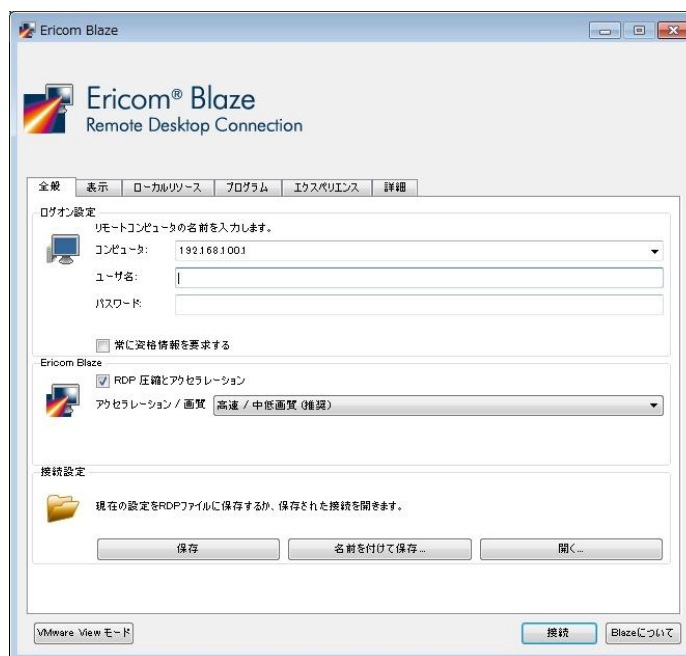 Ericom Blaze
Ericom® Blaze
Remote Desktop Connection
全般 表示 ローカルリソース プログラム エクスペリエンス 詳細
ログオン設定
リモートコンピュータの名前を入力します。
コンピュータ: 192.168.100.1
ユーザ名:
パスワード:
常に資格情報を要求する
Ericom Blaze
RDP 圧縮とアクセラレーション
アクセラレーション / 画質 高速 / 中低画質 (推奨)
接続設定
現在の設定をRDPファイルに保存するか、保存された接続を開きます。
保存 名前を付けて保存... 開く...
VMware View モード 接続 Blazeについて